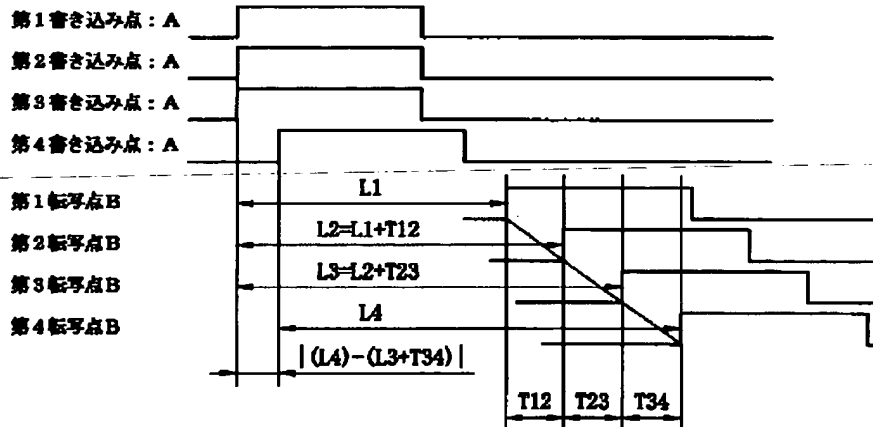 第1書き込み点：A
第2書き込み点：A
第3書き込み点：A
第4書き込み点：A
第1転写点B
L1
第2転写点B
L2=L1+T12
第3転写点B
L3=L2+T23
第4転写点B
L4
|(L4)-(L3+T34)|
T12 T23 T34